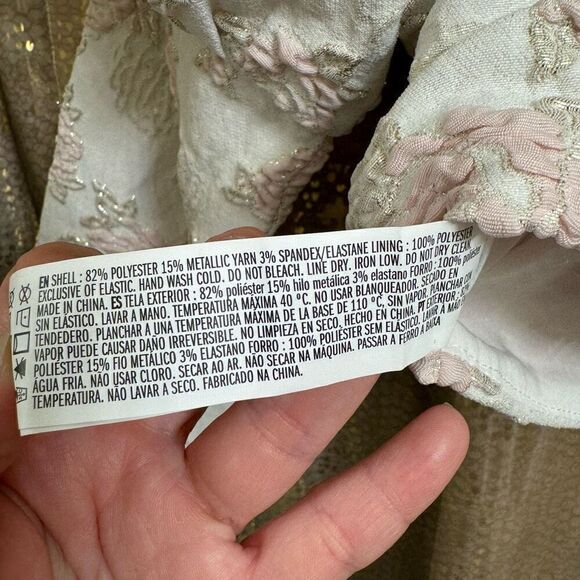 EN SHELL : 82% POLYESTER 15% METALLIC YARN 3% SPANDEX/ELASTANE LINING : 100% POLYESTER
EXCLUSIVE OF ELASTIC. HAND WASH COLD. DO NOT BLEACH. LINE DRY. IRON LOW. DO NOT DRY CLEAN.
MADE IN CHINA. ES TELA EXTERIOR : 82% poliéster 15% hilo metálica 3% elastano FORRO : 100% poliéster
SIN ELÁSTICO. LAVAR A MANO. TEMPERATURA MÁXIMA 40 °C. NO USAR BLANQUEADOR. SECADO EN
TENDEDERO. PLANCHAR A UNA TEMPERATURA MÁXIMA DE LA BASE DE 110 °C, SIN VAPOR. PLANCHAR CON
VAPOR PUEDE CAUSAR DAÑO IRREVERSIBLE. NO LIMPIEZA EN SECO, HECHO EN CHINA. EXTERIOR :
POLIÉSTER 15% FIO METÁLICO 3% ELASTANO FORRO : 100% POLIÉSTER SEM ELÁSTICO. LAVAR À MÃO.
ÁGUA FRIA. NÃO USAR CLORO. SECAR AO AR. NÃO SECAR NA MÁQUINA. PASSAR A FERRO A BAIXA
TEMPERATURA. NÃO LAVAR A SECO. FABRICADO NA CHINA.